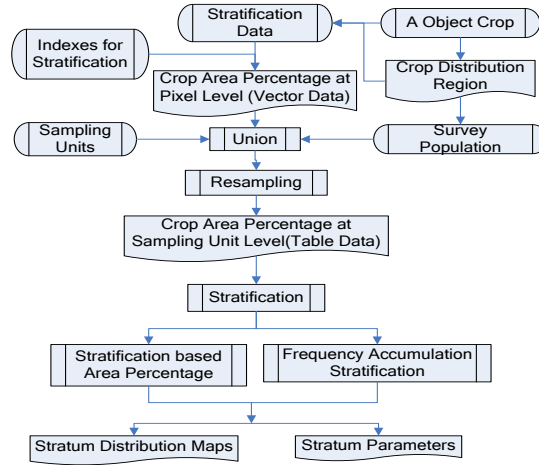 Stratification
Data
A Object Crop
Indexes for
Stratification
Crop Distribution
Region
Crop Area Percentage at
Pixel Level (Vector Data)
Sampling
Units
Union
Survey
Population
Resampling
Crop Area Percentage at
Sampling Unit Level(Table Data)
Stratification
Stratification based
Area Percentage
Frequency Accumulation
Stratification
Stratum Distribution Maps
Stratum Parameters